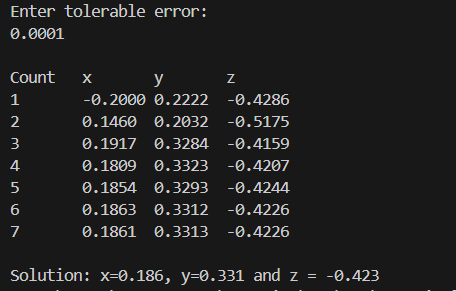 Enter tolerable error:
0.0001
Count x y z
1 -0.2000 0.2222 -0.4286
2 0.1460 0.2032 -0.5175
3 0.1917 0.3284 -0.4159
4 0.1809 0.3323 -0.4207
5 0.1854 0.3293 -0.4244
6 0.1863 0.3312 -0.4226
7 0.1861 0.3313 -0.4226
Solution: x=0.186, y=0.331 and z = -0.423